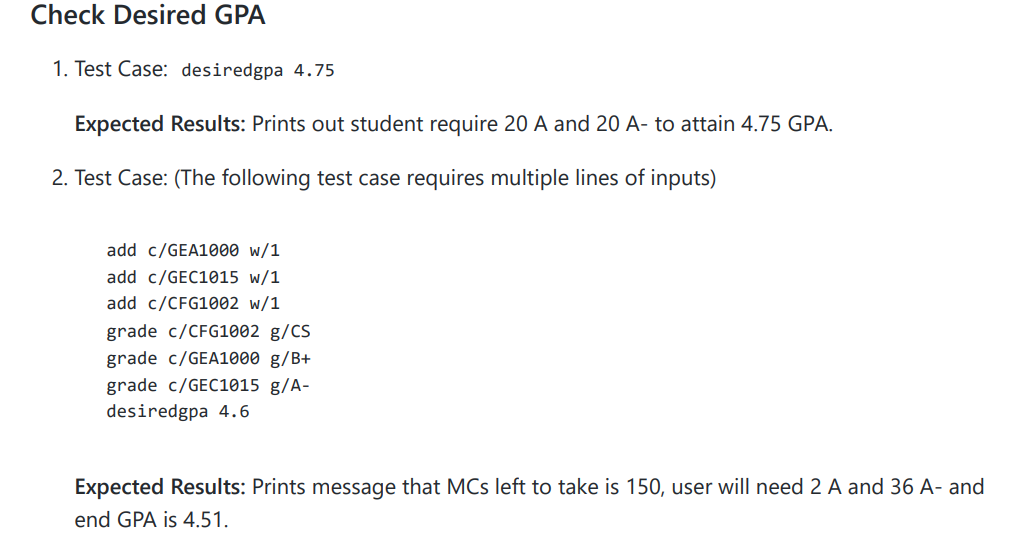 Check Desired GPA
1. Test Case: desiredgpa 4.75
Expected Results: Prints out student require 20 A and 20 A- to attain 4.75 GPA.
2. Test Case: (The following test case requires multiple lines of inputs)
add c/GEA1000 w/1
add c/GEC1015 w/1
add c/CFG1002 w/1
grade c/CFG1002 g/CS
grade c/GEA1000 g/B+
grade c/GEC1015 g/A-
desiredgpa 4.6
Expected Results: Prints message that MCs left to take is 150, user will need 2 A and 36 A- and
end GPA is 4.51.